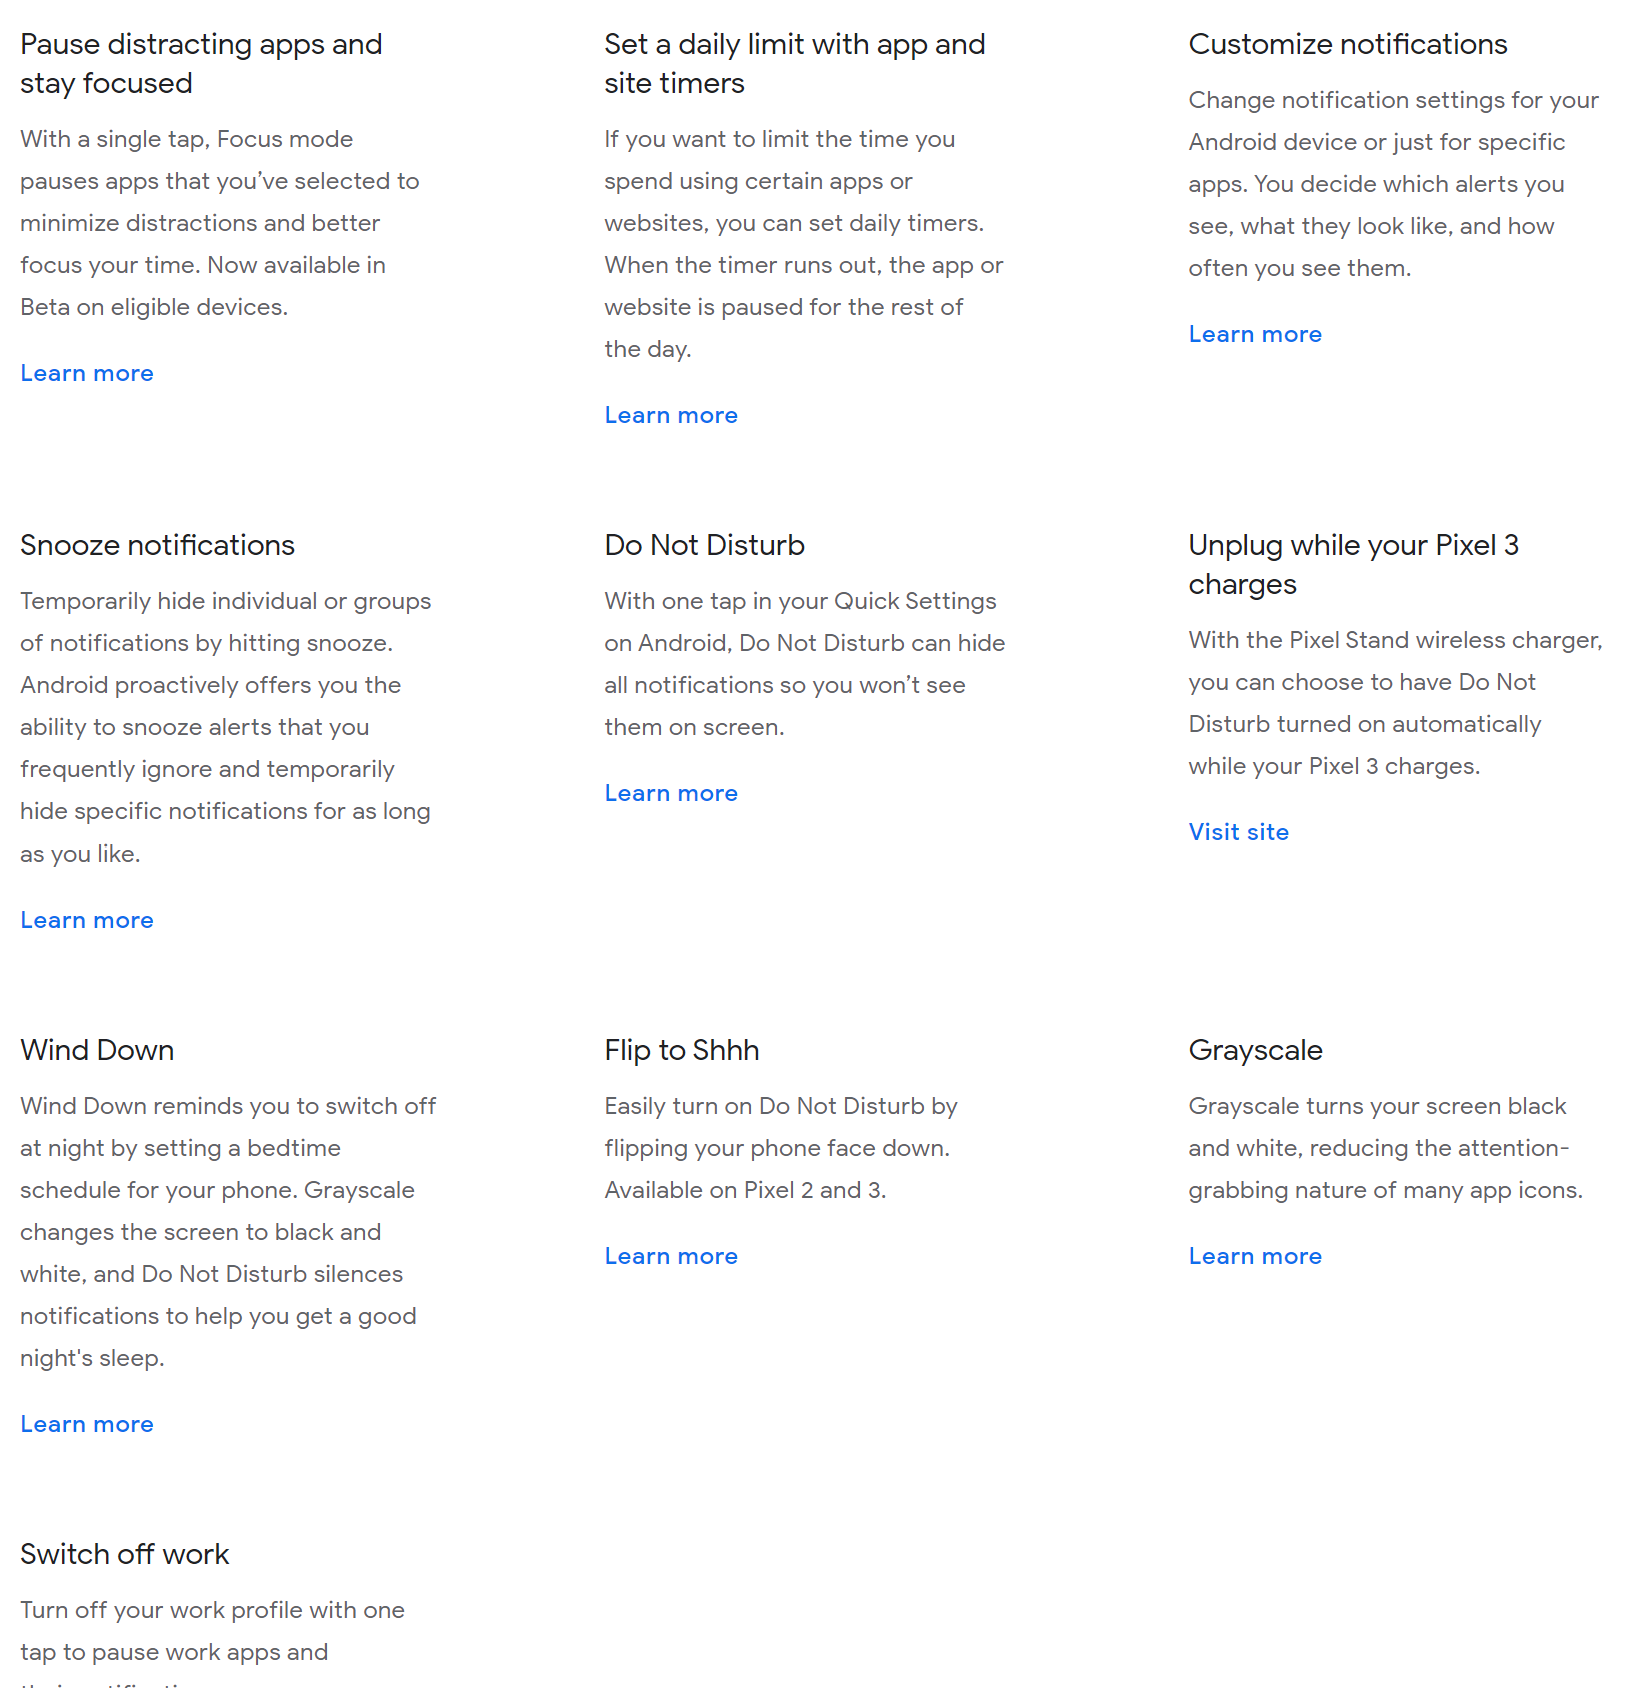 Pause distracting apps and
stay focused
With a single tap, Focus mode
pauses apps that you’ve selected to
minimize distractions and better
focus your time. Now available in
Beta on eligible devices.
Learn more
Set a daily limit with app and
site timers
If you want to limit the time you
spend using certain apps or
websites, you can set daily timers.
When the timer runs out, the app or
website is paused for the rest of
the day.
Learn more
Customize notifications
Change notification settings for your
Android device or just for specific
apps. You decide which alerts you
see, what they look like, and how
often you see them.
Learn more
Snooze notifications
Temporarily hide individual or groups
of notifications by hitting snooze.
Android proactively offers you the
ability to snooze alerts that you
frequently ignore and temporarily
hide specific notifications for as long
as you like.
Learn more
Do Not Disturb
With one tap in your Quick Settings
on Android, Do Not Disturb can hide
all notifications so you won’t see
them on screen.
Learn more
Unplug while your Pixel 3
charges
With the Pixel Stand wireless charger,
you can choose to have Do Not
Disturb turned on automatically
while your Pixel 3 charges.
Visit site
Wind Down
Wind Down reminds you to switch off
at night by setting a bedtime
schedule for your phone. Grayscale
changes the screen to black and
white, and Do Not Disturb silences
notifications to help you get a good
night's sleep.
Learn more
Flip to Shhh
Easily turn on Do Not Disturb by
flipping your phone face down.
Available on Pixel 2 and 3.
Learn more
Grayscale
Grayscale turns your screen black
and white, reducing the attention-
grabbing nature of many app icons.
Learn more
Switch off work
Turn off your work profile with one
tap to pause work apps and